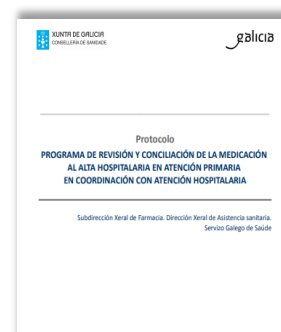 XUNTA DE GALICIA
CONSELLERÍA DE SANIDADE
galicia
Protocolo
PROGRAMA DE REVISIÓN Y CONCILIACIÓN DE LA MEDICACIÓN
AL ALTA HOSPITALARIA EN ATENCIÓN PRIMARIA
EN COORDINACIÓN CON ATENCIÓN HOSPITALARIA
Subdirección Xeral de Farmacia. Dirección Xeral de Asistencia sanitaria.
Servizo Galego de Saúde